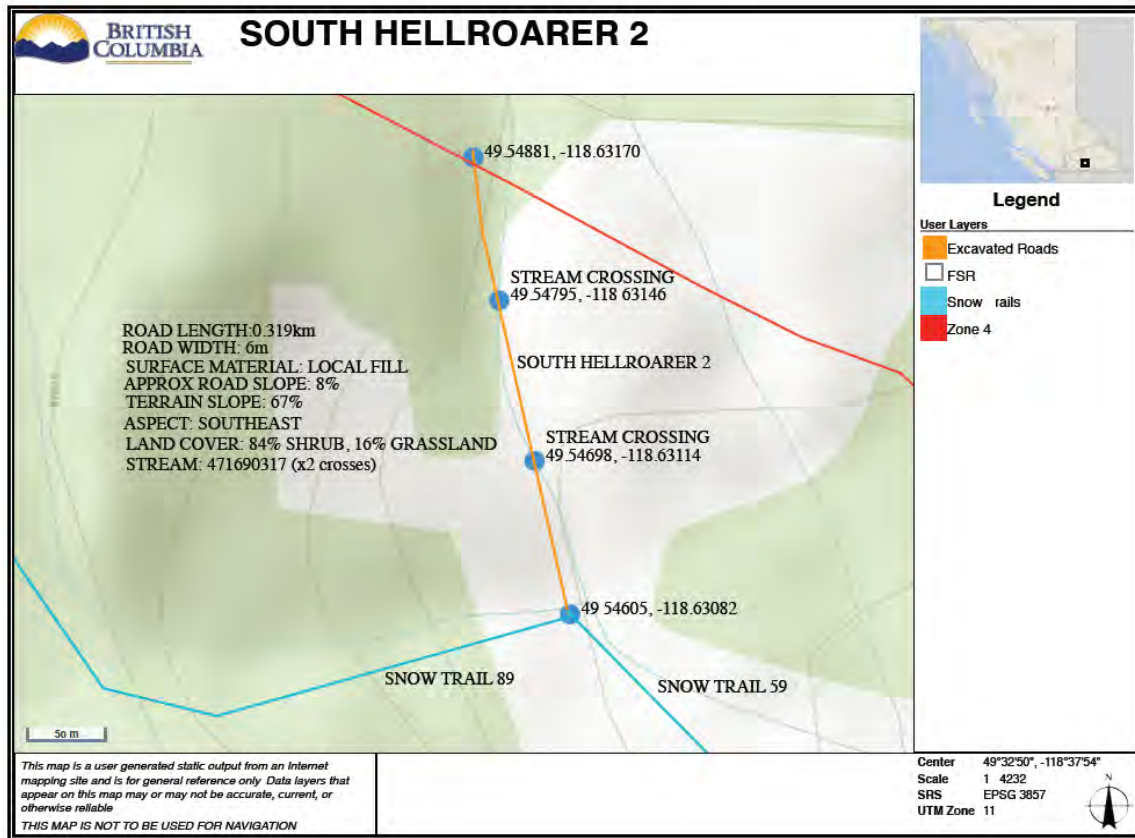 BRITISH
COLUMBIA
SOUTH HELLROARER 2
49.54881, -118.63170
STREAM CROSSING
49.54795, -118 63146
SOUTH HELLROARER 2
ROAD LENGTH:0.319km
ROAD WIDTH: 6m
SURFACE MATERIAL: LOCAL FILL
APPROX ROAD SLOPE: 8%
TERRAIN SLOPE: 67%
ASPECT: SOUTHEAST
LAND COVER: 84% SHRUB, 16% GRASSLAND
STREAM: 471690317 (x2 crosses)
STREAM CROSSING
49.54698, -118.63114
49 54605, -118.63082
SNOW TRAIL 89
SNOW TRAIL 59
50 m
Legend
User Layers
Excavated Roads
FSR
Snow rails
Zone 4
This map is a user generated static output from an Internet
mapping site and is for general reference only Data layers that
appear on this map may or may not be accurate, current, or
otherwise reliable
THIS MAP IS NOT TO BE USED FOR NAVIGATION
Center 49°32'50", -118°37'54"
Scale 1 4232
SRS EPSG 3857
UTM Zone 11
N